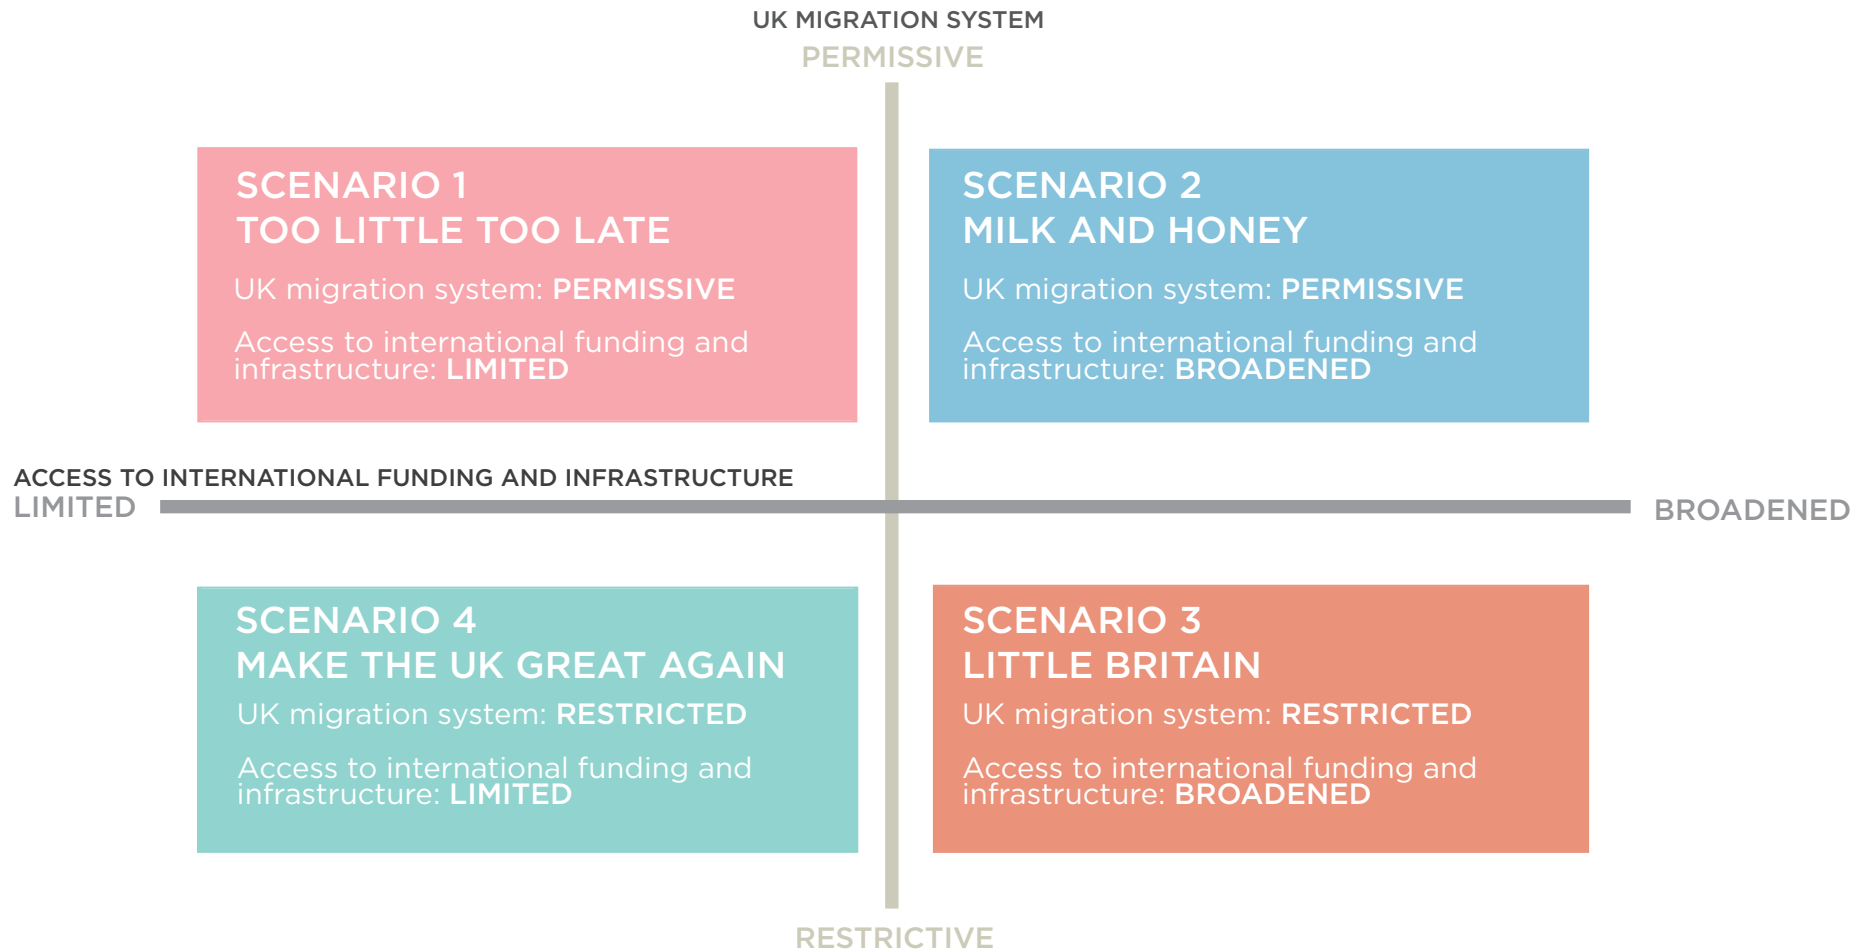 UK MIGRATION SYSTEM
PERMISSIVE
SCENARIO 1
TOO LITTLE TOO LATE
UK migration system: PERMISSIVE
Access to international funding and
infrastructure: LIMITED
SCENARIO 2
MILK AND HONEY
UK migration system: PERMISSIVE
Access to international funding and
infrastructure: BROADENED
ACCESS TO INTERNATIONAL FUNDING AND INFRASTRUCTURE
LIMITED
BROADENED
SCENARIO 4
MAKE THE UK GREAT AGAIN
UK migration system: RESTRICTED
Access to international funding and
infrastructure: LIMITED
SCENARIO 3
LITTLE BRITAIN
UK migration system: RESTRICTED
Access to international funding and
infrastructure: BROADENED
RESTRICTIVE